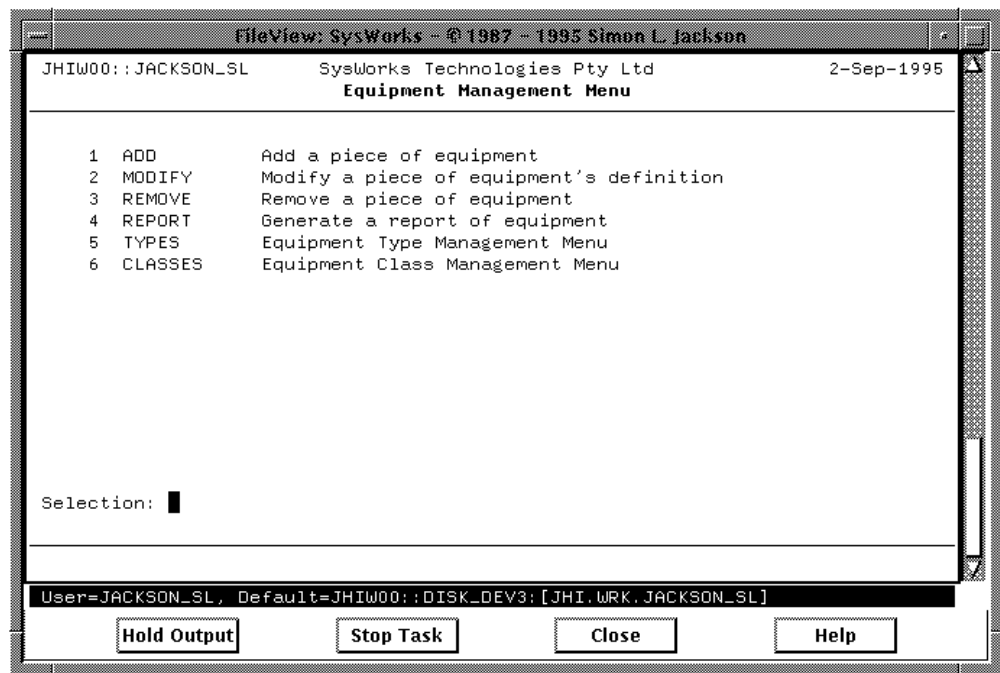 FileView: SysWorks - © 1987 - 1995 Simon L. Jackson
JHIW00::JACKSON_SL SysWorks Technologies Pty Ltd 2-Sep-1995
Equipment Management Menu
1 ADD Add a piece of equipment
2 MODIFY Modify a piece of equipment's definition
3 REMOVE Remove a piece of equipment
4 REPORT Generate a report of equipment
5 TYPES Equipment Type Management Menu
6 CLASSES Equipment Class Management Menu
Selection:
User=JACKSON_SL, Default=JHIW00::DISK_DEV3:[JHI.WRK.JACKSON_SL]
Hold Output Stop Task Close Help